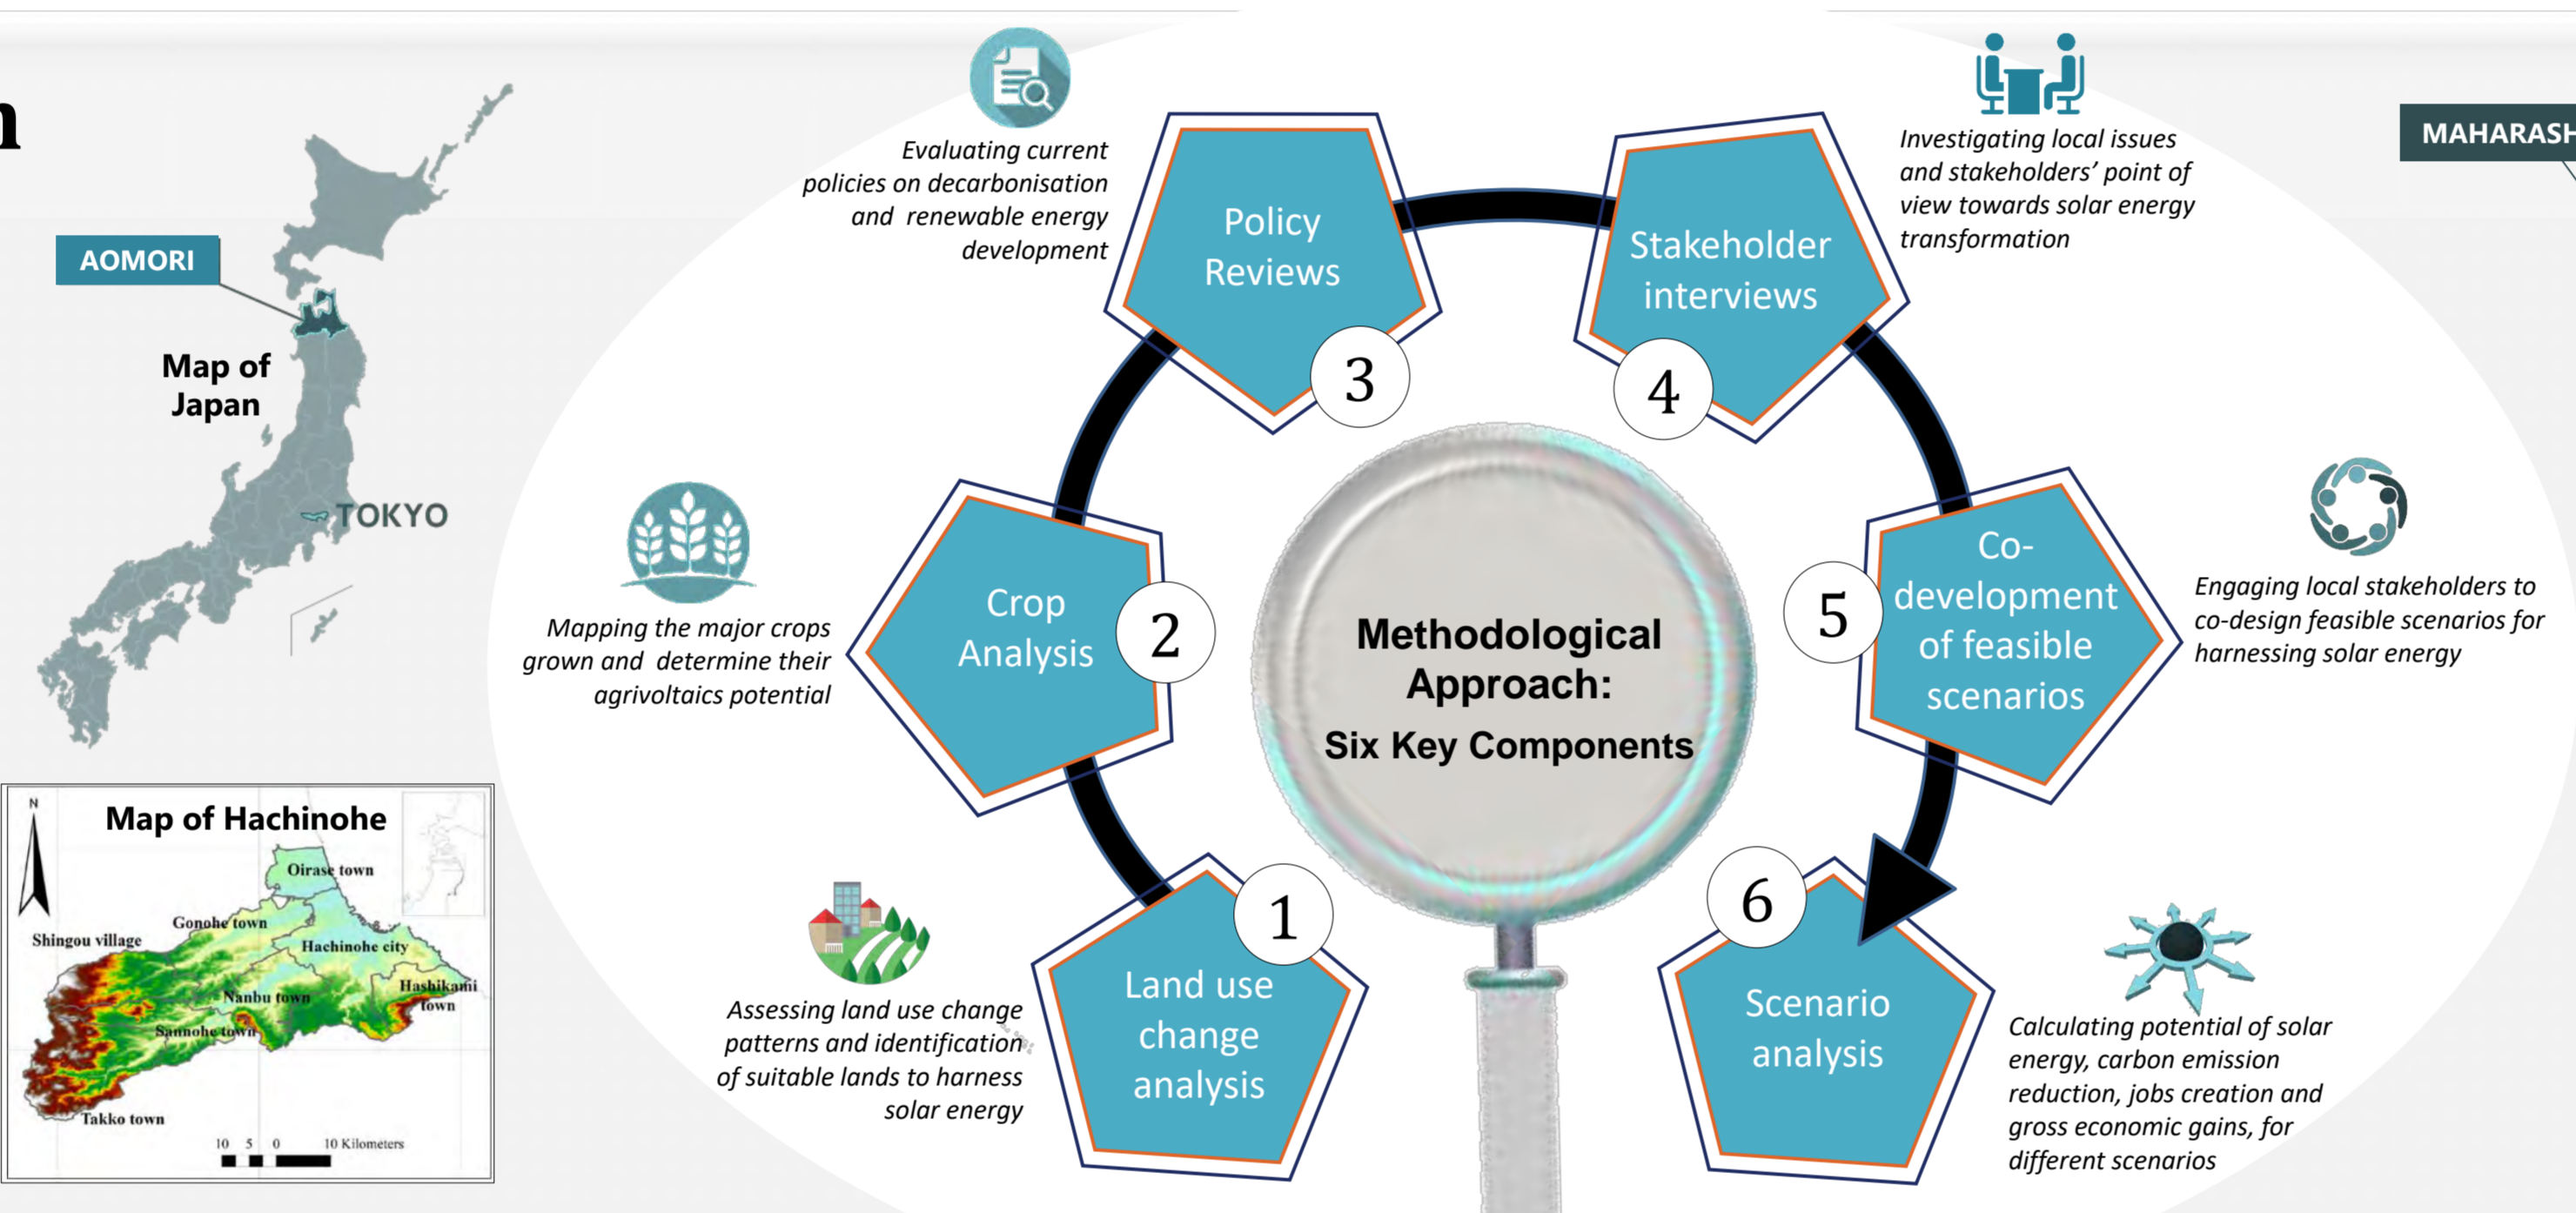 AOMORI
Map of
Japan
TOKYO
Map of Hachinohe
N
Oirase town
Gonohe town
Shingou village
Hachinohe city
Hashikami
town
Nanbu town
Sannohe town
Takko town
10 5 0 10 Kilometers
Evaluating current
policies on decarbonisation
and renewable energy
development
Policy
Reviews
3
Investigating local issues
and stakeholders' point of
view towards solar energy
transformation
Stakeholder
interviews
4
Mapping the major crops
grown and determine their
agrivoltaics potential
Crop
Analysis
2
Methodological
Approach:
Six Key Components
5
Co-
development
of feasible
scenarios
Engaging local stakeholders to
co-design feasible scenarios for
harnessing solar energy
Assessing land use change
patterns and identification
of suitable lands to harness
solar energy
1
Land use
change
analysis
6
Scenario
analysis
Calculating potential of solar
energy, carbon emission
reduction, jobs creation and
gross economic gains, for
different scenarios
MAHARASH